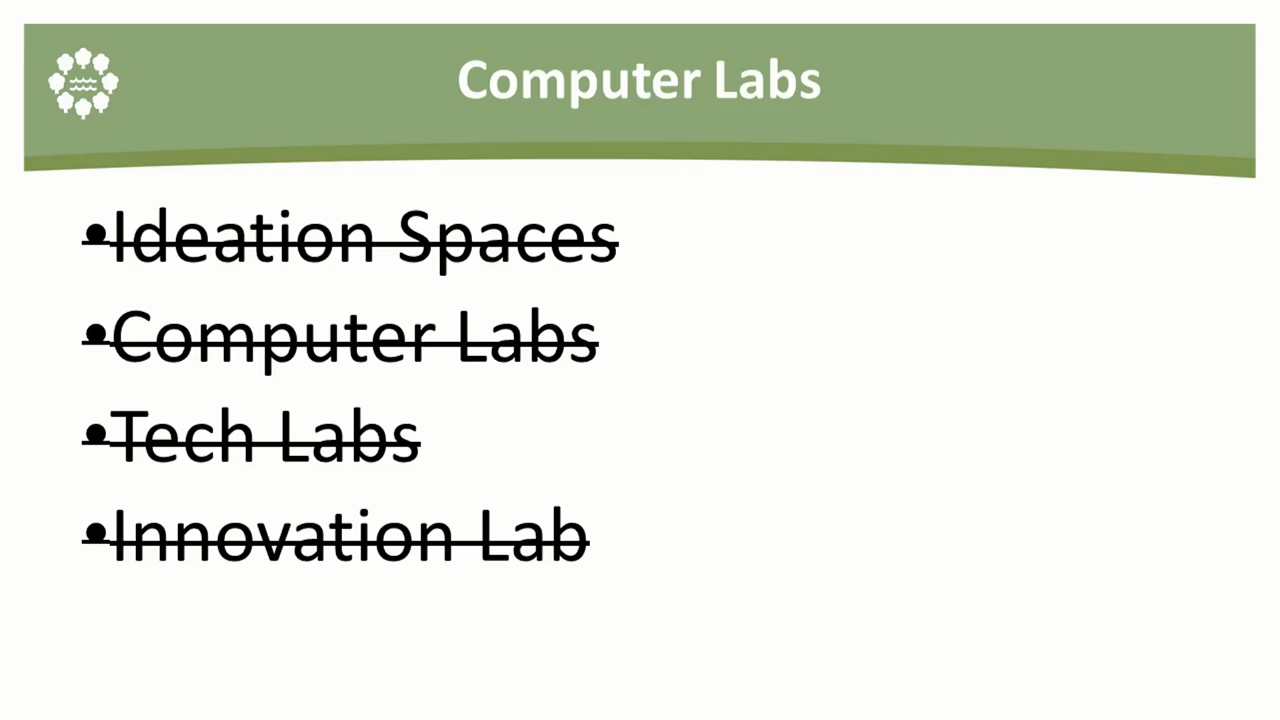 Computer Labs
•Ideation Spaces
•Computer Labs
•Tech Labs
•Innovation Lab